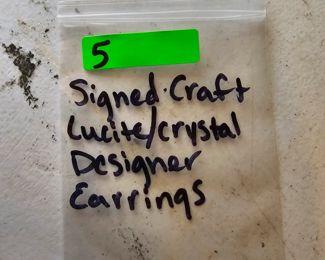 5
Signed Craft
Lucite/crystal
Designer
Earrings